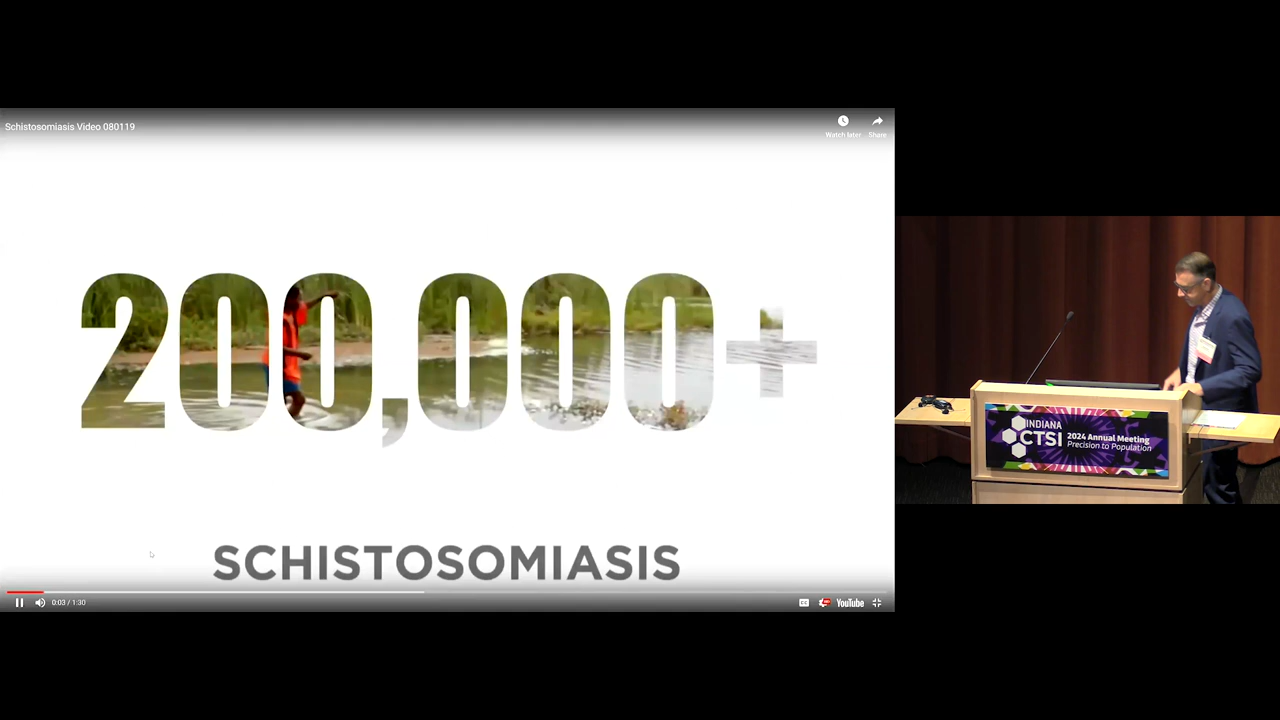 Schistosomiasis Video 080119
Watch later
Share
200,000+
SCHISTOSOMIASIS
0:03 / 1:30
CC
YouTube
INDIANA
CTSI
2024 Annual Meeting
Precision to Population